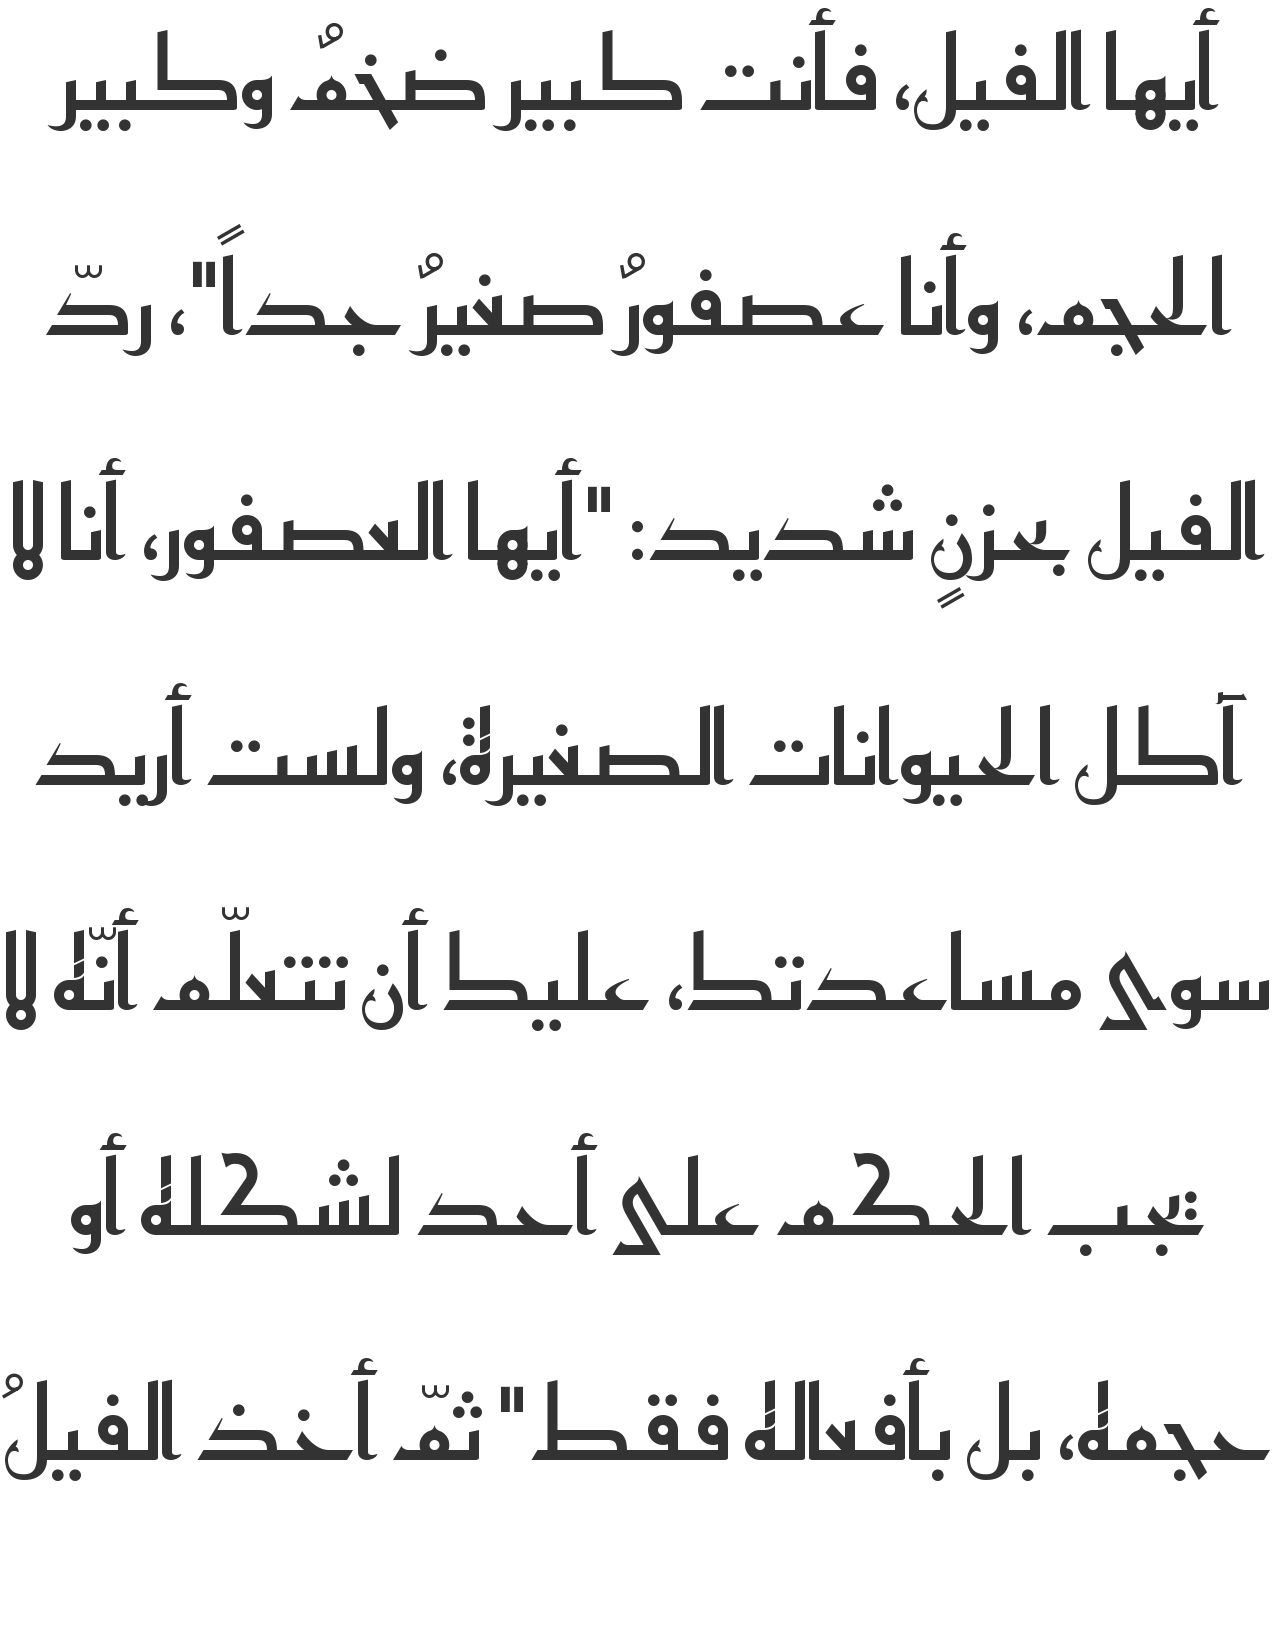 أيها الفيل، فأنت كبير ضخمٌ وكبير
الحجم، وأنا عصفورٌ صغيرٌ جداً"، ردّ
الفيل بحزنٍ شديد: "أيها العصفور، أنا لا
آكل الحيوانات الصغيرة، ولست أريد
سوى مساعدتك، عليك أن تتعلّم أنّه لا
يجب الحكم على أحد لشكله أو
حجمه، بل بأفعاله فقط" ثمّ أخذ الفيلُ